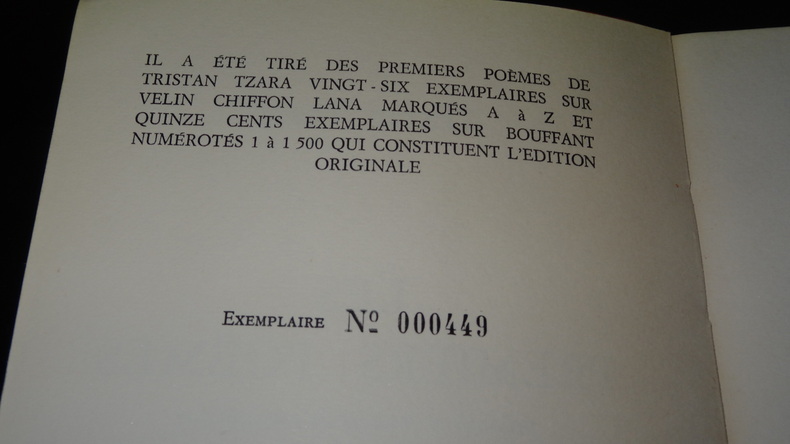 IL A ÉTÉ TIRÉ DES PREMIERS POÈMES DE
TRISTAN TZARA VINGT-SIX EXEMPLAIRES SUR
VELIN CHIFFON LANA MARQUÉS A à Z ET
QUINZE CENTS EXEMPLAIRES SUR BOUFFANT
NUMÉROTÉS 1 à 1 500 QUI CONSTITUENT L'EDITION
ORIGINALE
EXEMPLAIRE Nº 000449